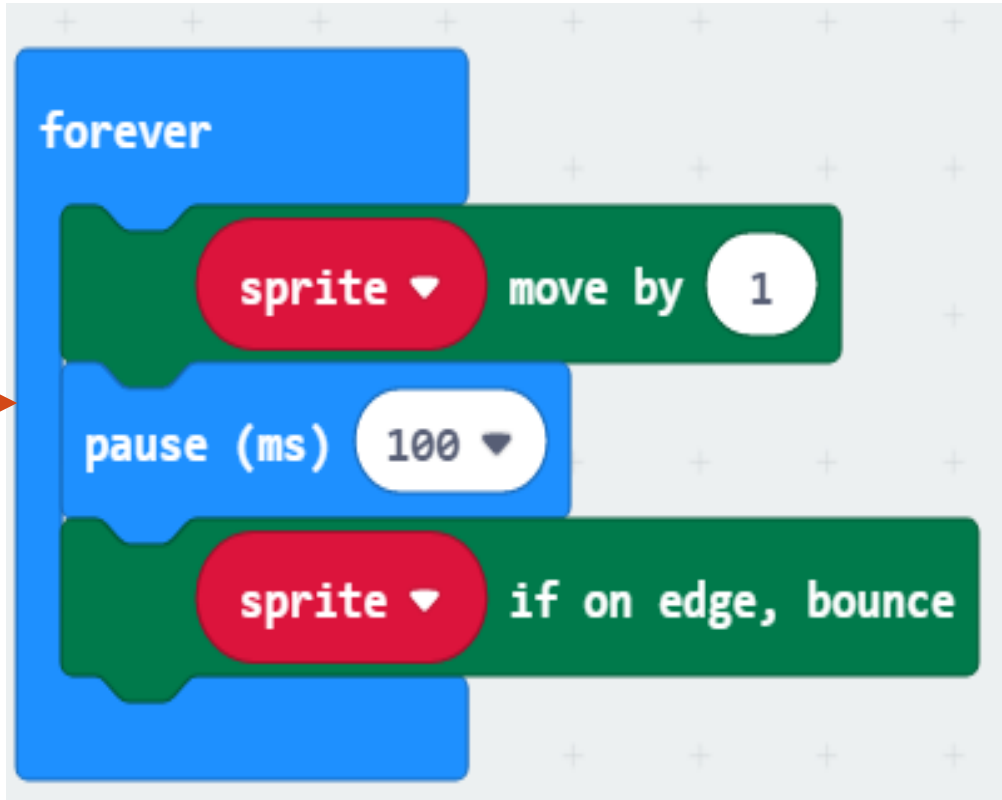 forever
sprite move by 1
pause (ms) 100
sprite if on edge, bounce